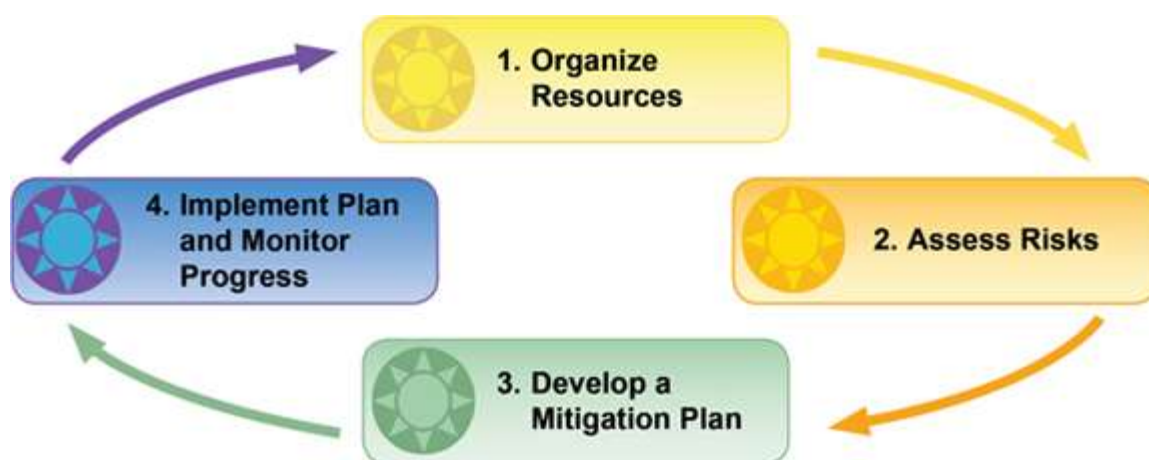 1. Organize
Resources
2. Assess Risks
3. Develop a
Mitigation Plan
4. Implement Plan
and Monitor
Progress